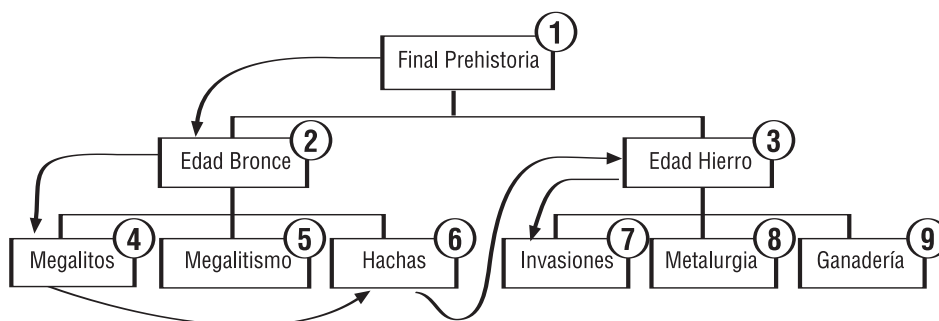 1
Final Prehistoria
2
Edad Bronce
3
Edad Hierro
4
Megalitos
5
Megalitismo
6
Hachas
7
Invasiones
8
Metalurgia
9
Ganadería